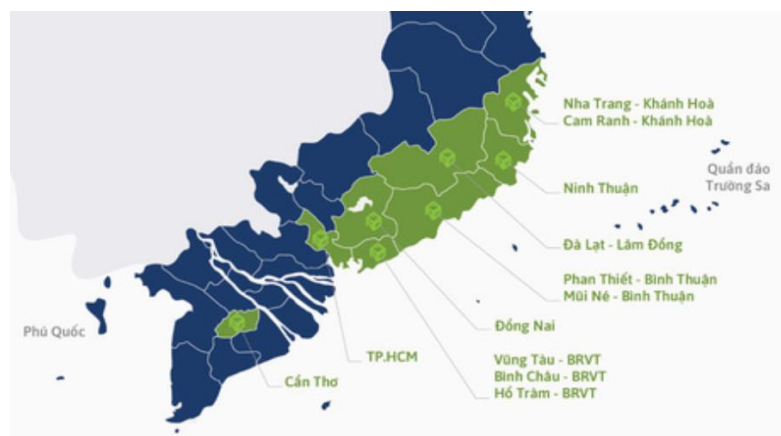 Nha Trang - Khánh Hoà
Cam Ranh - Khánh Hoà
Quần đảo
Trường Sa
Ninh Thuận
Đà Lạt - Lâm Đồng
Phan Thiết - Bình Thuận
Mũi Né - Bình Thuận
Đồng Nai
Phú Quốc
TP.HCM
Vũng Tàu - BRVT
Bình Châu - BRVT
Hồ Tràm - BRVT
Cần Thơ